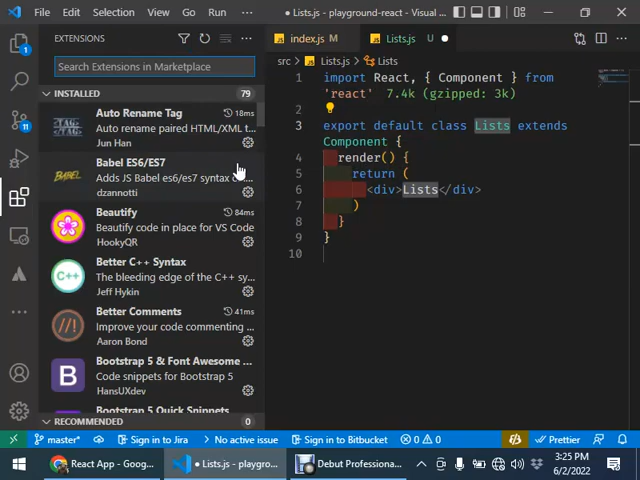 File Edit Selection View Go Run ··· ● Lists.js - playground-react - Visual ...
EXTENSIONS
Search Extensions in Marketplace
INSTALLED 79
Auto Rename Tag 18ms
Auto rename paired HTML/XML t...
Jun Han
Babel ES6/ES7
Adds JS Babel es6/es7 syntax c...
dzannotti
Beautify 84ms
Beautify code in place for VS Code
HookyQR
Better C++ Syntax
The bleeding edge of the C++ sy...
Jeff Hykin
Better Comments 41ms
Improve your code commenting ...
Aaron Bond
Bootstrap 5 & Font Awesome ...
Code snippets for Bootstrap 5
HansUXdev
Bootstrap 5 Quick Snippets
RECOMMENDED 0
JS index.js M JS Lists.js U ●
src > JS Lists.js > Lists
1 import React, { Component } from
'react' 7.4k (gzipped: 3k)
2
3 export default class Lists extends
Component {
4 render() {
5 return (
6 <div>Lists</div>
7 )
8 }
9 }
10
master* Sign in to Jira No active issue Sign in to Bitbucket 0 0 Prettier
React App - Goog... ● Lists.js - playgro... Debut Professiona... 3:25 PM
6/2/2022